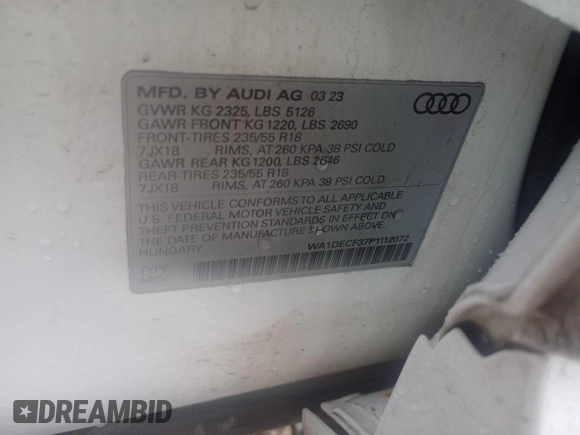 MFD. BY AUDI AG 03 23
GVWR KG 2325, LBS 5126
GAWR FRONT KG 1220, LBS 2690
FRONT-TIRES 235/55 R18
7JX18 RIMS, AT 260 KPA 38 PSI COLD
GAWR REAR KG 1200, LBS 2646
REAR-TIRES 235/55 R18
7JX18 RIMS, AT 260 KPA 38 PSI COLD
THIS VEHICLE CONFORMS TO ALL APPLICABLE
U.S. FEDERAL MOTOR VEHICLE SAFETY AND
THEFT PREVENTION STANDARDS IN EFFECT ON
THE DATE OF MANUFACTURE SHOWN ABOVE.
HUNGARY
WA1DECF37P1112072
TYPE:
MPV
DREAMBID